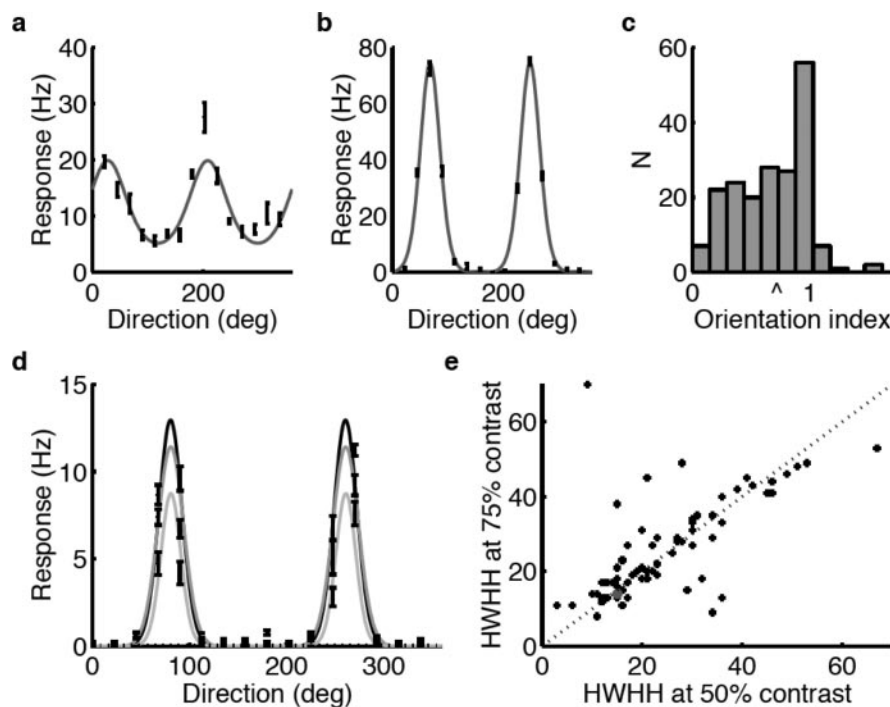 a
40
30
20
10
0
Response (Hz)
0 200
Direction (deg)
b
80
60
40
20
0
Response (Hz)
0 200
Direction (deg)
c
60
40
20
0
N
0 ^ 1
Orientation index
d
15
10
5
0
Response (Hz)
0 100 200 300
Direction (deg)
e
60
40
20
0
HWHH at 75% contrast
0 20 40 60
HWHH at 50% contrast